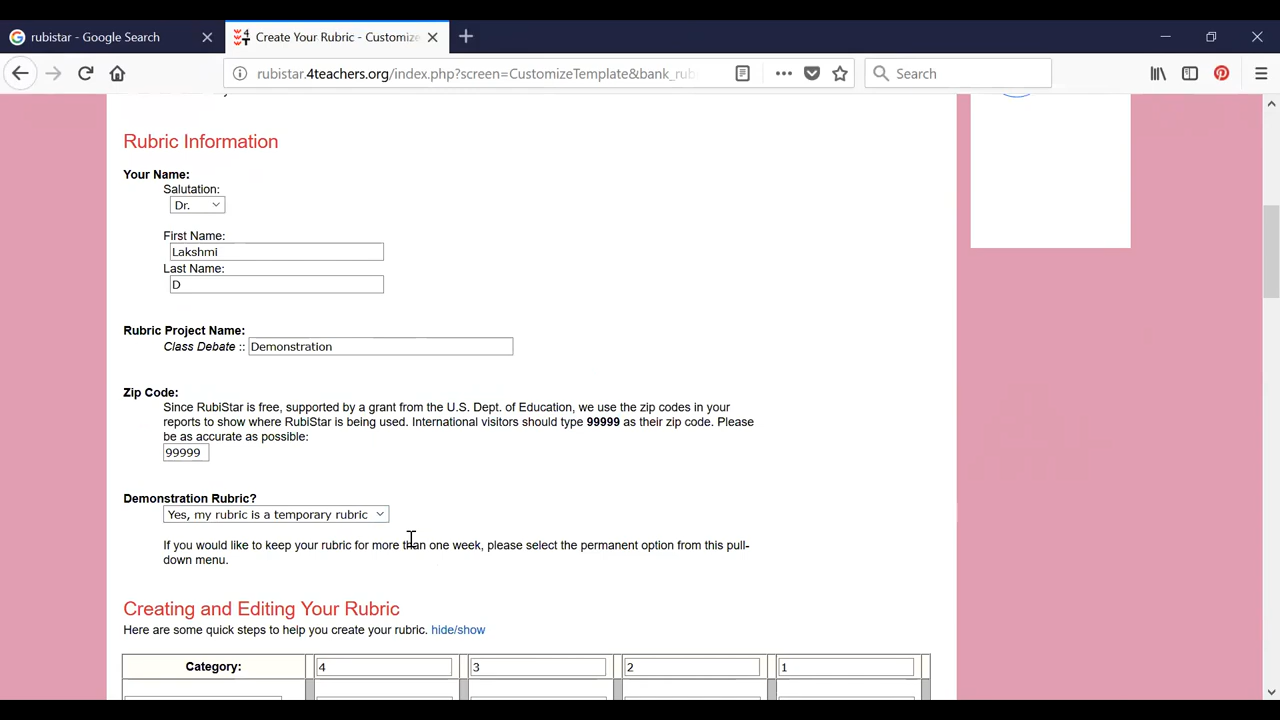 rubistar - Google Search
Create Your Rubric - Customize
rubistar.4teachers.org/index.php?screen=CustomizeTemplate&bank_rub
Search
Rubric Information
Your Name:
Salutation:
Dr.
First Name:
Lakshmi
Last Name:
D
Rubric Project Name:
Class Debate :: Demonstration
Zip Code:
Since RubiStar is free, supported by a grant from the U.S. Dept. of Education, we use the zip codes in your
reports to show where RubiStar is being used. International visitors should type 99999 as their zip code. Please
be as accurate as possible:
99999
Demonstration Rubric?
Yes, my rubric is a temporary rubric
If you would like to keep your rubric for more than one week, please select the permanent option from this pull-
down menu.
Creating and Editing Your Rubric
Here are some quick steps to help you create your rubric. hide/show
Category: 4 3 2 1